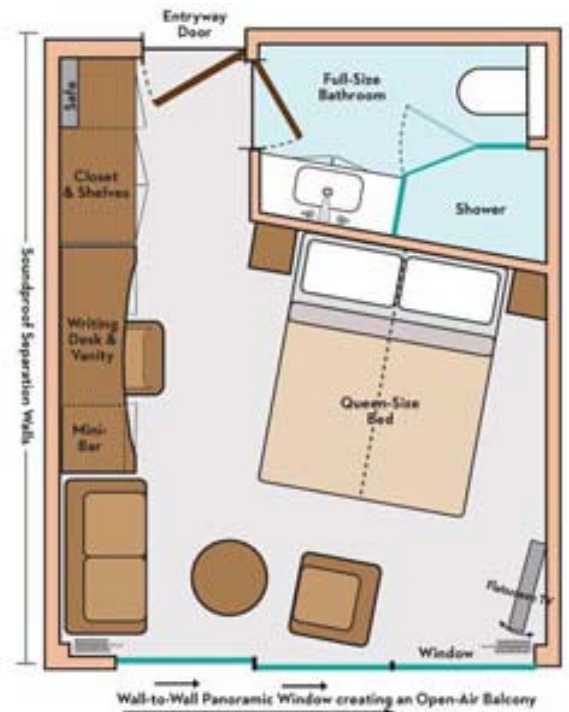 Entryway
Door
Safe
Full-Size
Bathroom
Closet
& Shelves
Shower
Soundproof Separation Walls
Writing
Desk &
Vanity
Queen-Size
Bed
Mini-
Bar
Flatscreen TV
Window
Wall-to-Wall Panoramic Window creating an Open-Air Balcony